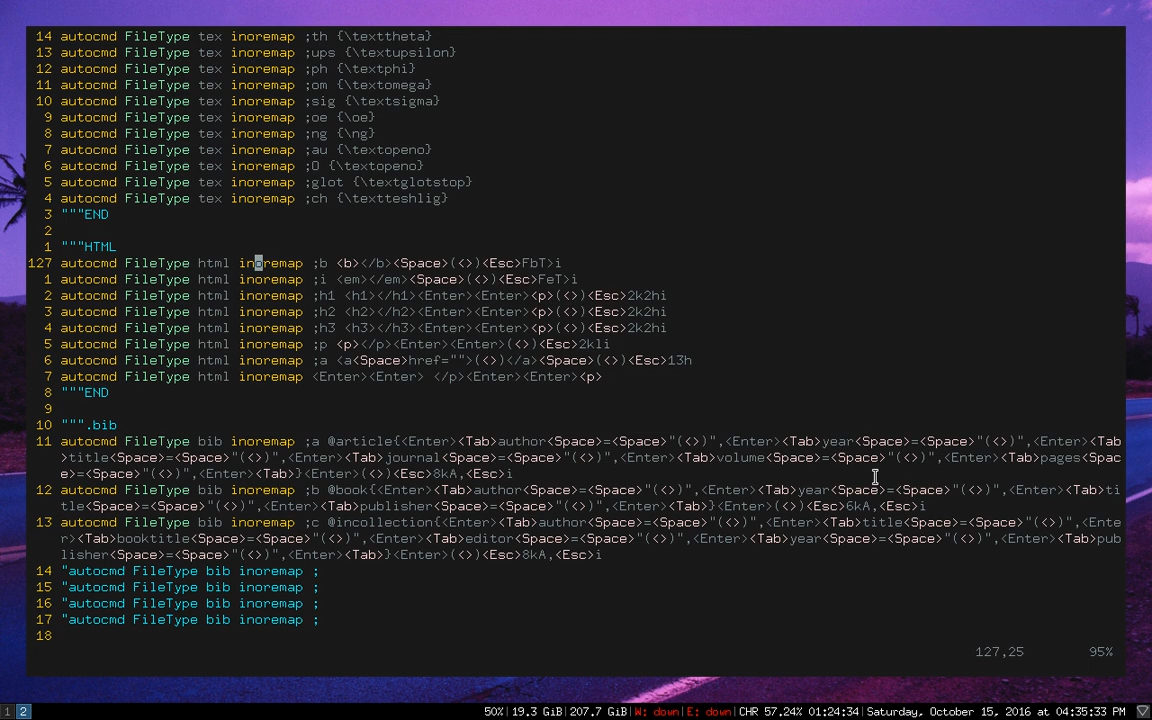 14 autocmd FileType tex inoremap ;th {\texttheta}
13 autocmd FileType tex inoremap ;ups {\textupsilon}
12 autocmd FileType tex inoremap ;ph {\textphi}
11 autocmd FileType tex inoremap ;om {\textomega}
10 autocmd FileType tex inoremap ;sig {\textsigma}
9 autocmd FileType tex inoremap ;oe {\oe}
8 autocmd FileType tex inoremap ;ng {\ng}
7 autocmd FileType tex inoremap ;au {\textopeno}
6 autocmd FileType tex inoremap ;O {\textopeno}
5 autocmd FileType tex inoremap ;glot {\textglotstop}
4 autocmd FileType tex inoremap ;ch {\textteshlig}
3 """END
2
1 """HTML
127 autocmd FileType html inoremap ;b <b></b><Space>(<>)<Esc>FbT>i
1 autocmd FileType html inoremap ;i <em></em><Space>(<>)<Esc>FeT>i
2 autocmd FileType html inoremap ;h1 <h1></h1><Enter><Enter><p>(<>)<Esc>2k2hi
3 autocmd FileType html inoremap ;h2 <h2></h2><Enter><Enter><p>(<>)<Esc>2k2hi
4 autocmd FileType html inoremap ;h3 <h3></h3><Enter><Enter><p>(<>)<Esc>2k2hi
5 autocmd FileType html inoremap ;p <p></p><Enter><Enter>(<>)<Esc>2kli
6 autocmd FileType html inoremap ;a <a<Space>href="">(<>)</a><Space>(<>)<Esc>13h
7 autocmd FileType html inoremap <Enter><Enter> </p><Enter><Enter><p>
8 """END
9
10 """.bib
11 autocmd FileType bib inoremap ;a @article{<Enter><Tab>author<Space>=<Space>"(<>)",<Enter><Tab>year<Space>=<Space>"(<>)",<Enter><Tab
>title<Space>=<Space>"(<>)",<Enter><Tab>journal<Space>=<Space>"(<>)",<Enter><Tab>volume<Space>=<Space>"(<>)",<Enter><Tab>pages<Spac
e>=<Space>"(<>)",<Enter><Tab>}<Enter>(<>)<Esc>8kA,<Esc>i
12 autocmd FileType bib inoremap ;b @book{<Enter><Tab>author<Space>=<Space>"(<>)",<Enter><Tab>year<Space>=<Space>"(<>)",<Enter><Tab>ti
tle<Space>=<Space>"(<>)",<Enter><Tab>publisher<Space>=<Space>"(<>)",<Enter><Tab>}<Enter>(<>)<Esc>6kA,<Esc>i
13 autocmd FileType bib inoremap ;c @incollection{<Enter><Tab>author<Space>=<Space>"(<>)",<Enter><Tab>title<Space>=<Space>"(<>)",<Ente
r><Tab>booktitle<Space>=<Space>"(<>)",<Enter><Tab>editor<Space>=<Space>"(<>)",<Enter><Tab>year<Space>=<Space>"(<>)",<Enter><Tab>pub
lisher<Space>=<Space>"(<>)",<Enter><Tab>}<Enter>(<>)<Esc>8kA,<Esc>i
14 "autocmd FileType bib inoremap ;
15 "autocmd FileType bib inoremap ;
16 "autocmd FileType bib inoremap ;
17 "autocmd FileType bib inoremap ;
18
127,25 95%
1 2 50%|19.3 GiB|207.7 GiB|W: down|E: down|CHR 57.24% 01:24:34|Saturday, October 15, 2016 at 04:35:33 PM